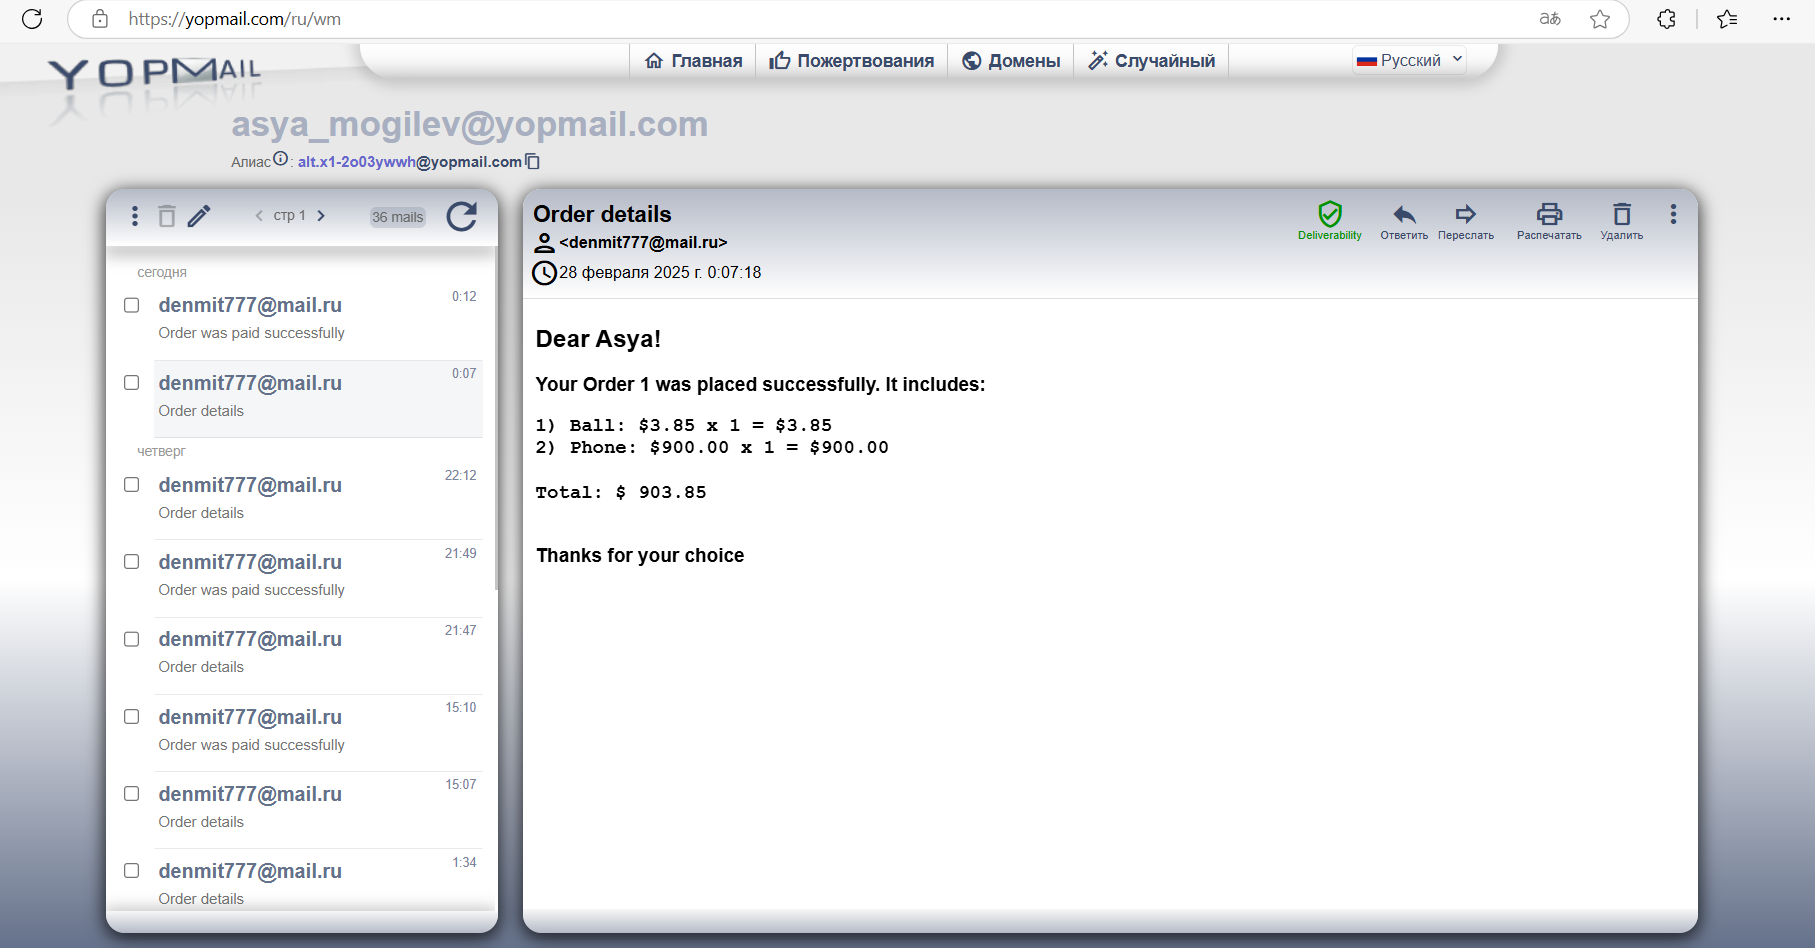 https://yopmail.com/ru/wm
YOPMAIL
Главная
Пожертвования
Домены
Случайный
Русский
asya_mogilev@yopmail.com
Алиас : alt.x1-2o03ywwh@yopmail.com
стр 1
36 mails
сегодня
denmit777@mail.ru 0:12
Order was paid successfully
denmit777@mail.ru 0:07
Order details
четверг
denmit777@mail.ru 22:12
Order details
denmit777@mail.ru 21:49
Order was paid successfully
denmit777@mail.ru 21:47
Order details
denmit777@mail.ru 15:10
Order was paid successfully
denmit777@mail.ru 15:07
Order details
denmit777@mail.ru 1:34
Order details
Order details
<denmit777@mail.ru>
28 февраля 2025 г. 0:07:18
Deliverability
Ответить
Переслать
Распечатать
Удалить
Dear Asya!
Your Order 1 was placed successfully. It includes:
1) Ball: $3.85 x 1 = $3.85
2) Phone: $900.00 x 1 = $900.00
Total: $ 903.85
Thanks for your choice